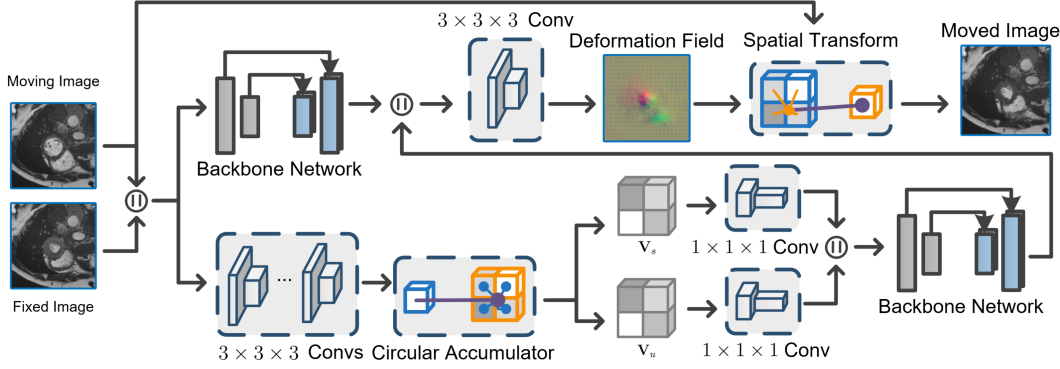 3 × 3 × 3 Conv
Deformation Field
Spatial Transform
Moved Image
Moving Image
Backbone Network
Fixed Image
...
3 × 3 × 3 Convs
Circular Accumulator
v_s
1 × 1 × 1 Conv
v_u
1 × 1 × 1 Conv
Backbone Network